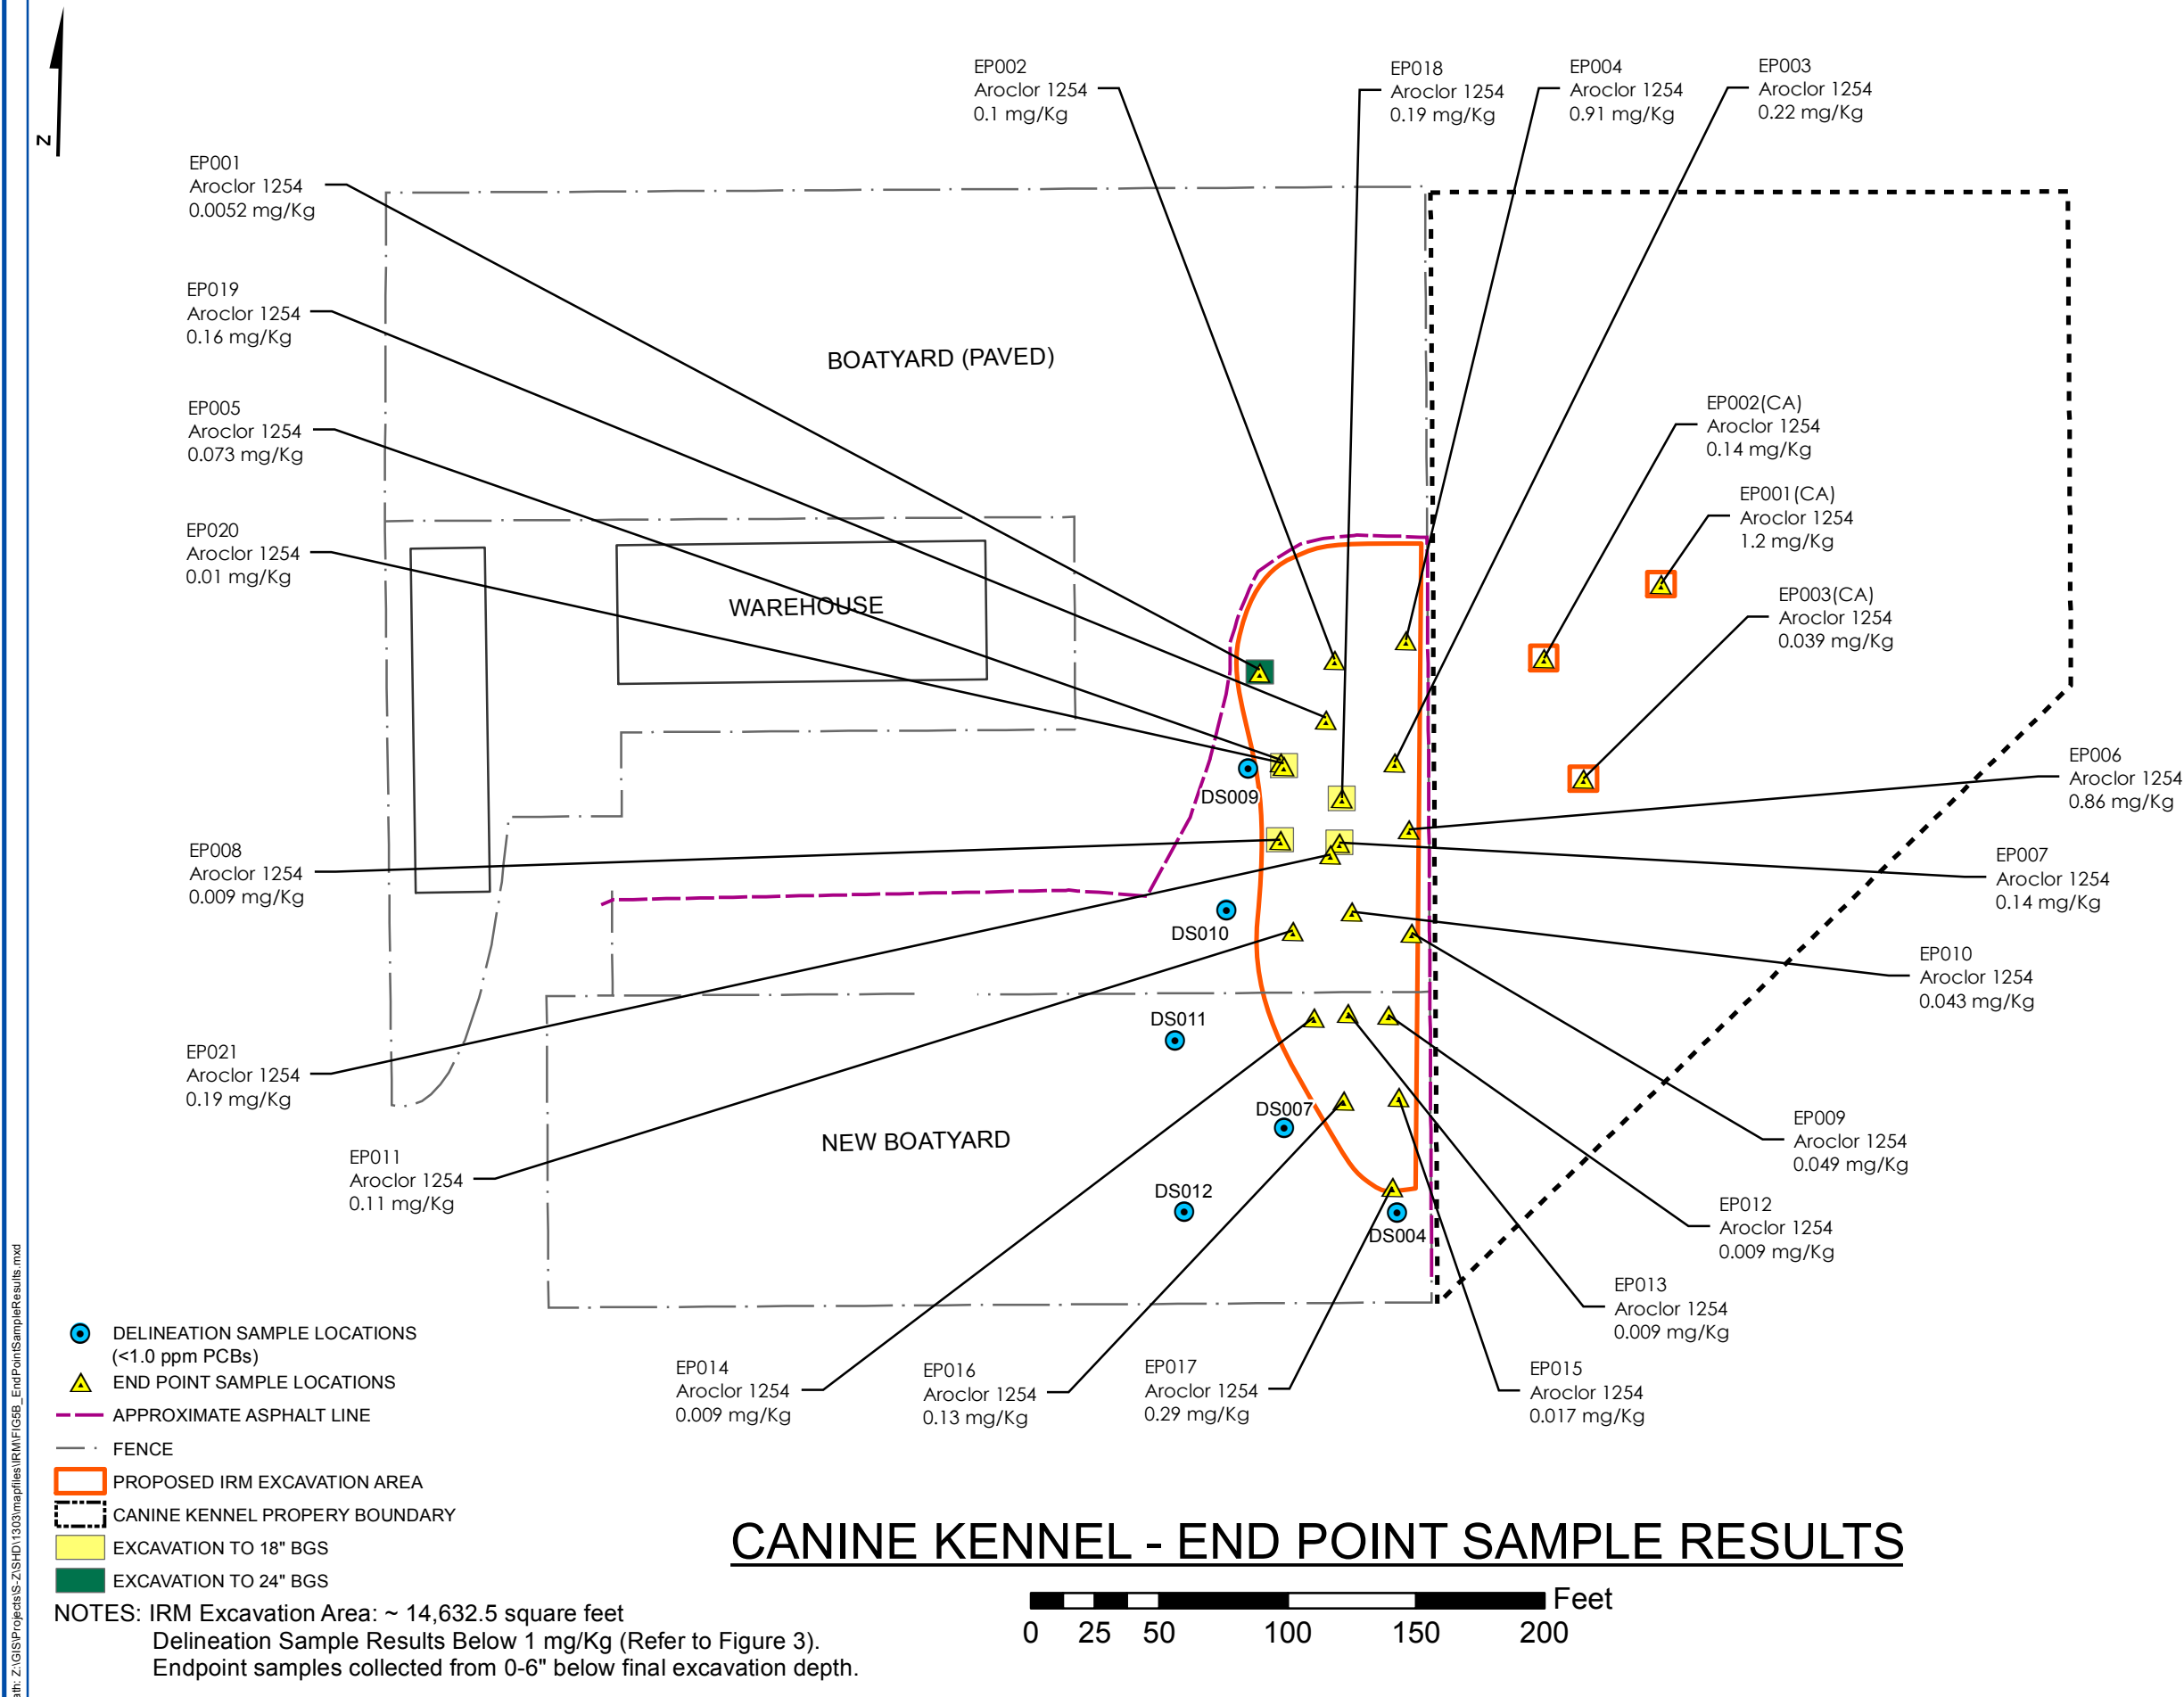 N
EP002
Aroclor 1254
0.1 mg/Kg
EP018
Aroclor 1254
0.19 mg/Kg
EP004
Aroclor 1254
0.91 mg/Kg
EP003
Aroclor 1254
0.22 mg/Kg
EP001
Aroclor 1254
0.0052 mg/Kg
EP019
Aroclor 1254
0.16 mg/Kg
BOATYARD (PAVED)
EP005
Aroclor 1254
0.073 mg/Kg
EP002(CA)
Aroclor 1254
0.14 mg/Kg
EP001(CA)
Aroclor 1254
1.2 mg/Kg
EP020
Aroclor 1254
0.01 mg/Kg
WAREHOUSE
EP003(CA)
Aroclor 1254
0.039 mg/Kg
EP006
Aroclor 1254
0.86 mg/Kg
DS009
EP008
Aroclor 1254
0.009 mg/Kg
EP007
Aroclor 1254
0.14 mg/Kg
DS010
EP010
Aroclor 1254
0.043 mg/Kg
DS011
EP021
Aroclor 1254
0.19 mg/Kg
DS007
EP009
Aroclor 1254
0.049 mg/Kg
NEW BOATYARD
EP011
Aroclor 1254
0.11 mg/Kg
DS012
DS004
EP012
Aroclor 1254
0.009 mg/Kg
EP013
Aroclor 1254
0.009 mg/Kg
EP014
Aroclor 1254
0.009 mg/Kg
EP016
Aroclor 1254
0.13 mg/Kg
EP017
Aroclor 1254
0.29 mg/Kg
EP015
Aroclor 1254
0.017 mg/Kg
DELINEATION SAMPLE LOCATIONS
(<1.0 ppm PCBs)
END POINT SAMPLE LOCATIONS
APPROXIMATE ASPHALT LINE
FENCE
PROPOSED IRM EXCAVATION AREA
CANINE KENNEL PROPERY BOUNDARY
EXCAVATION TO 18" BGS
EXCAVATION TO 24" BGS
NOTES: IRM Excavation Area: ~ 14,632.5 square feet
Delineation Sample Results Below 1 mg/Kg (Refer to Figure 3).
Endpoint samples collected from 0-6" below final excavation depth.
CANINE KENNEL - END POINT SAMPLE RESULTS
Feet
0 25 50 100 150 200
ath: Z:\GIS\Projects\S-Z\SHD\1303\mapfiles\IRM\FIG5B_EndPointSampleResults.mxd